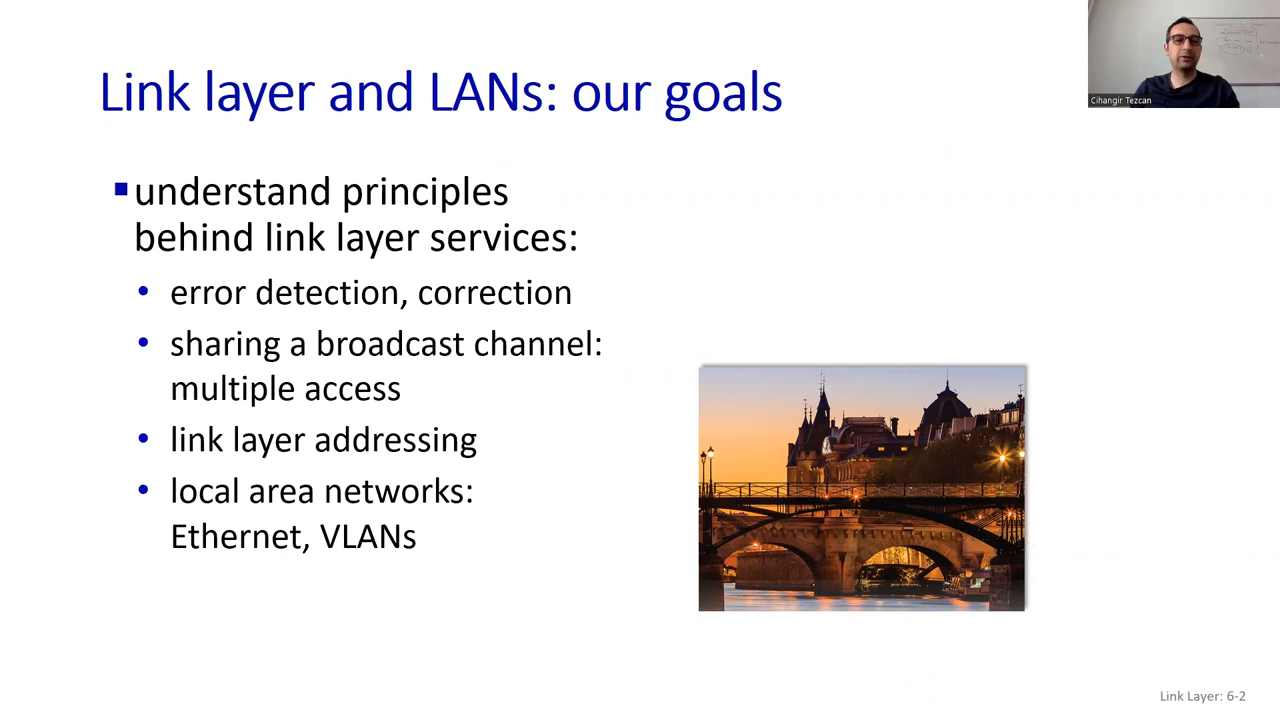 Link layer and LANs: our goals
Cihangir Tezcan
▪understand principles
behind link layer services:
• error detection, correction
• sharing a broadcast channel:
multiple access
• link layer addressing
• local area networks:
Ethernet, VLANs
Link Layer: 6-2